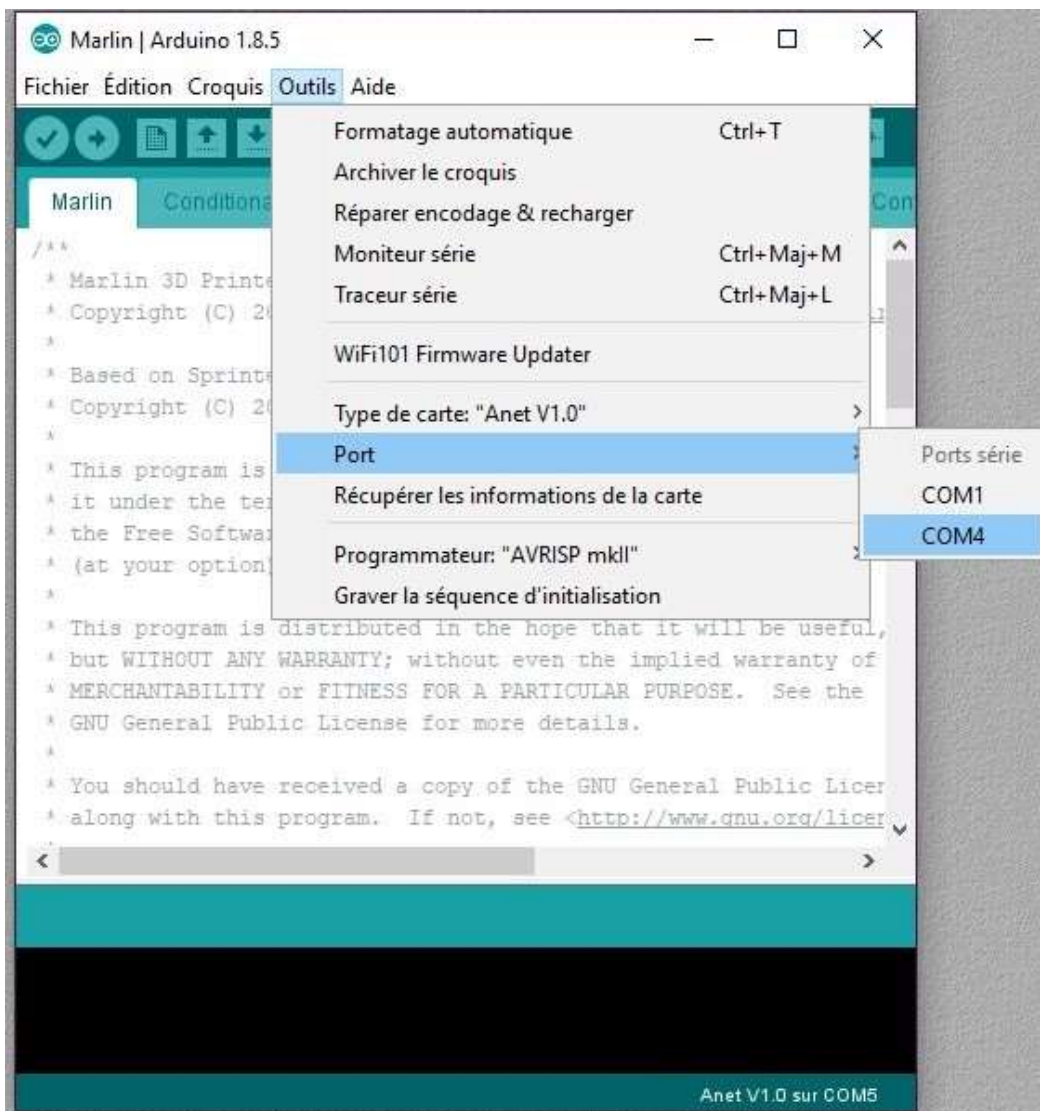 Marlin | Arduino 1.8.5
Fichier Édition Croquis Outils Aide
Formatage automatique Ctrl+T
Archiver le croquis
Réparer encodage & recharger
Moniteur série Ctrl+Maj+M
Traceur série Ctrl+Maj+L
WiFi101 Firmware Updater
Type de carte: "Anet V1.0"
Port
Récupérer les informations de la carte
Programmateur: "AVRISP mkII"
Graver la séquence d'initialisation
Ports série
COM1
COM4
Marlin Conditiona Con
/**
* Marlin 3D Printe
* Copyright (C) 20
*
* Based on Sprinte
* Copyright (C) 20
*
* This program is
* it under the ter
* the Free Softwar
* (at your option)
*
* This program is distributed in the hope that it will be useful,
* but WITHOUT ANY WARRANTY; without even the implied warranty of
* MERCHANTABILITY or FITNESS FOR A PARTICULAR PURPOSE. See the
* GNU General Public License for more details.
*
* You should have received a copy of the GNU General Public Licen
* along with this program. If not, see <http://www.gnu.org/licen
Anet V1.0 sur COM5